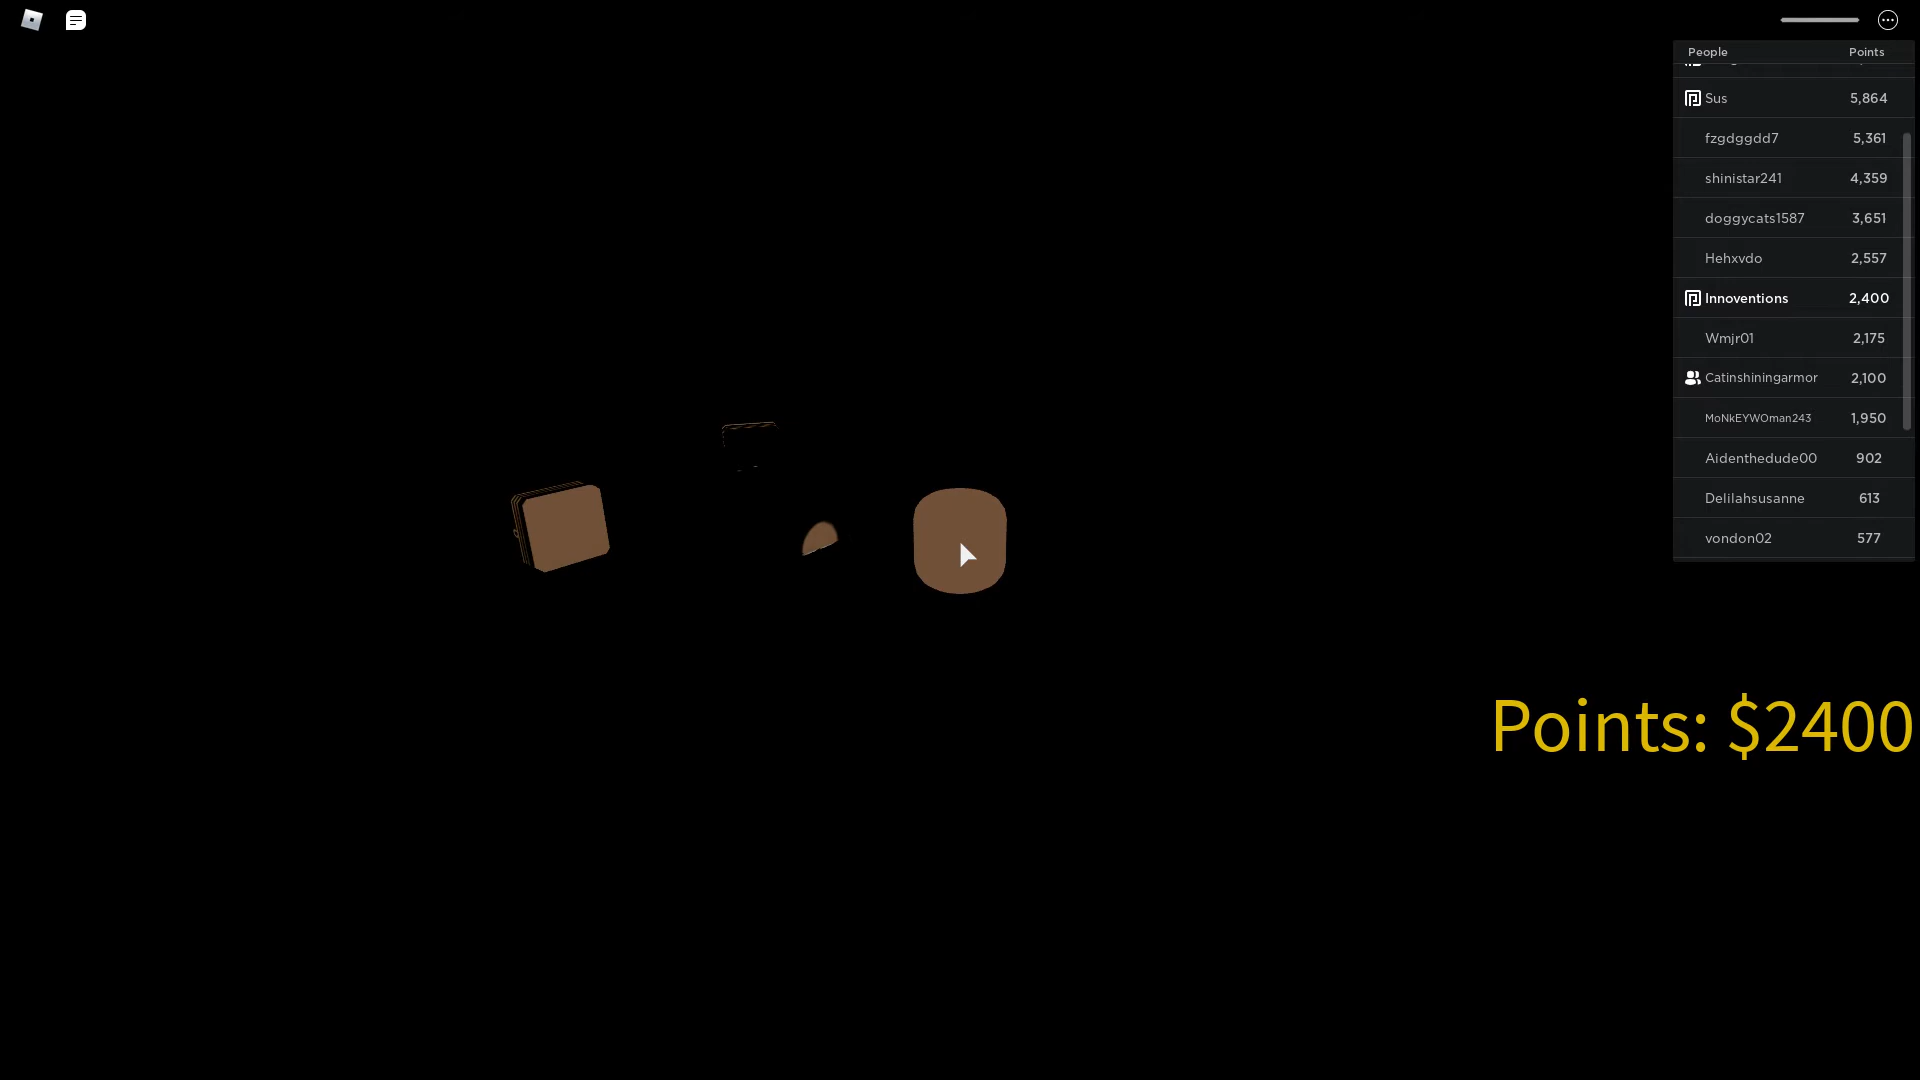 People Points
Sus 5,864
fzgdggdd7 5,361
shinistar241 4,359
doggycats1587 3,651
Hehxvdo 2,557
Innoventions 2,400
Wmjr01 2,175
Catinshiningarmor 2,100
MoNkEYWOman243 1,950
Aidenthedude00 902
Delilahsusanne 613
vondon02 577
Points: $2400